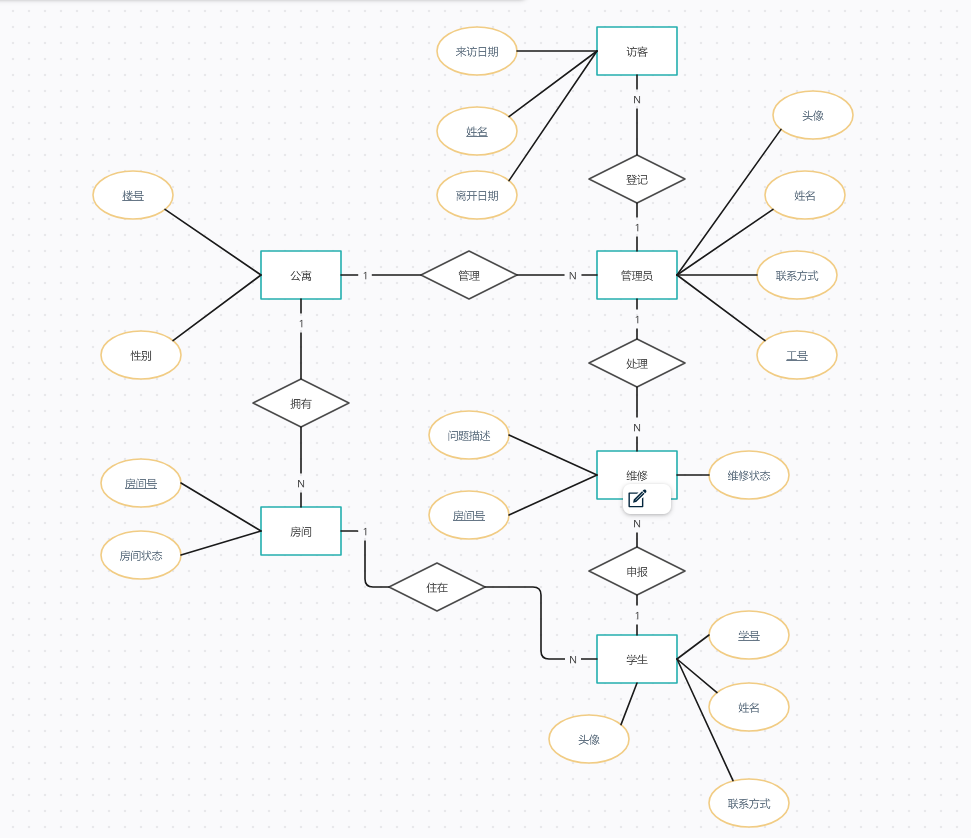 来访日期
访客
N
头像
姓名
登记
楼号
离开日期
姓名
1
公寓
1
管理
N
管理员
联系方式
1
1
性别
处理
工号
拥有
N
问题描述
房间号
N
维修
维修状态
房间号
N
房间
1
房间状态
申报
住在
1
学号
N
学生
姓名
头像
联系方式